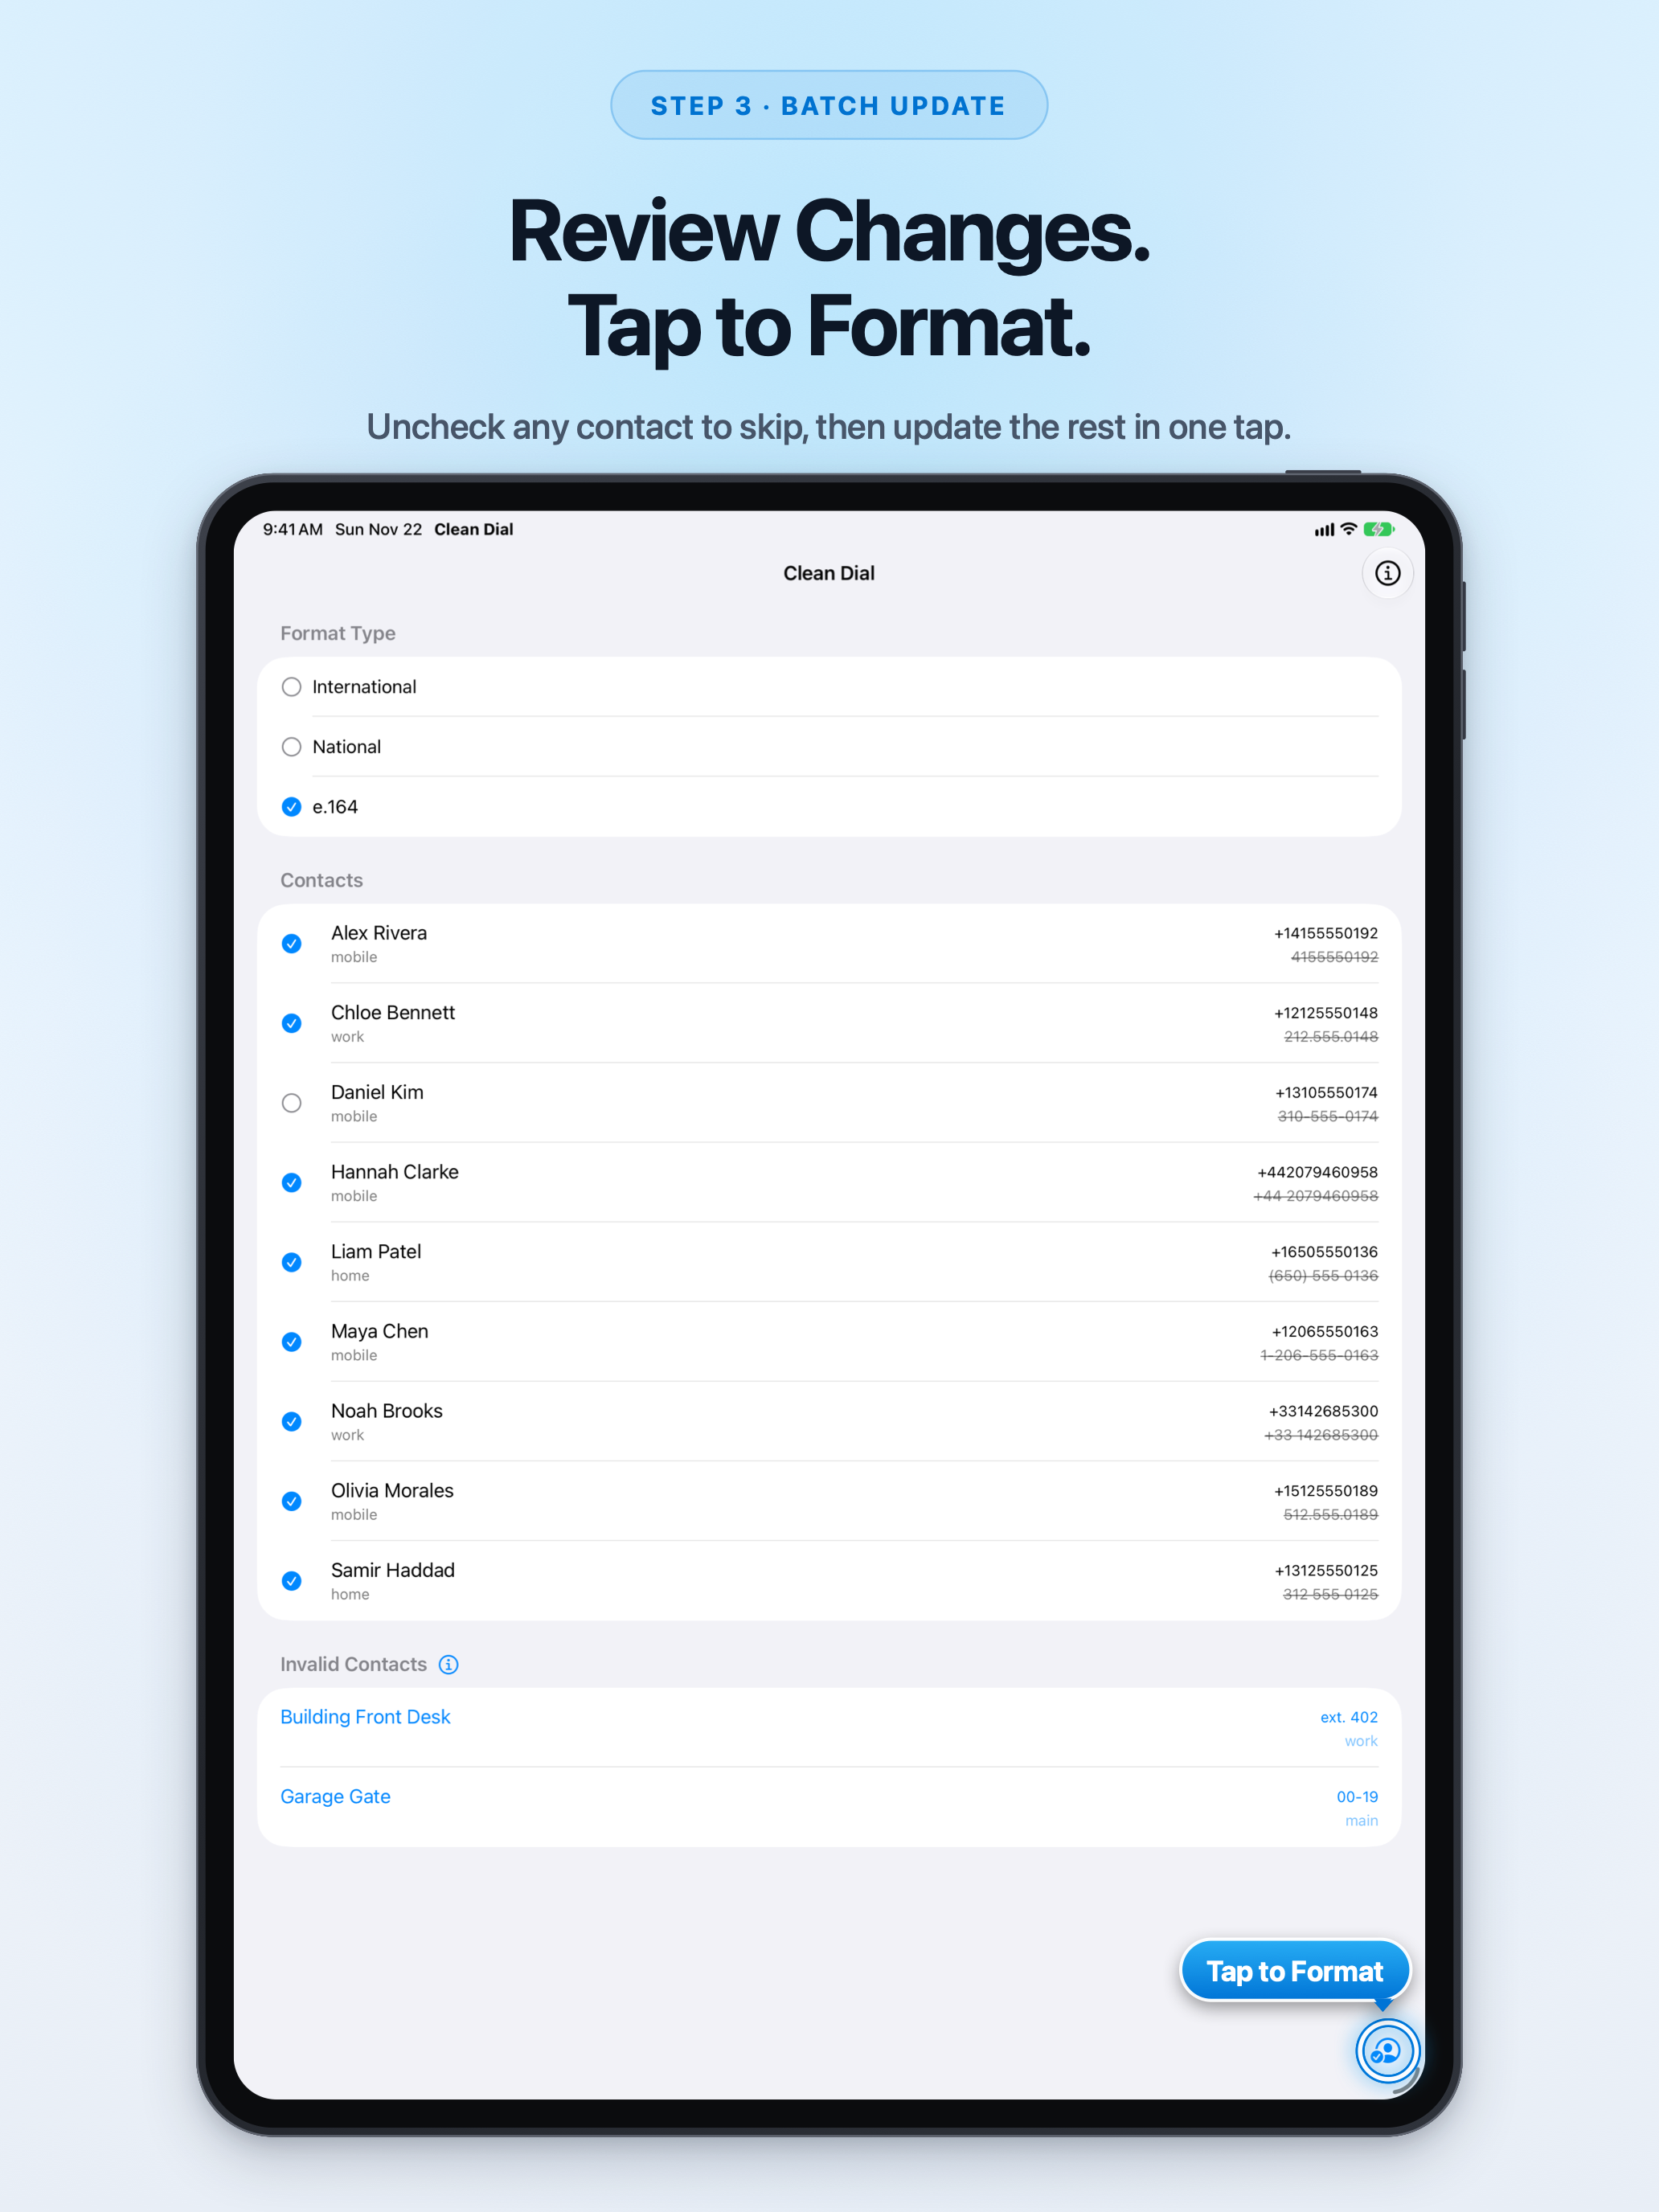 STEP 3 · BATCH UPDATE
Review Changes.
Tap to Format.
Uncheck any contact to skip, then update the rest in one tap.
9:41 AM Sun Nov 22 Clean Dial
Clean Dial
Format Type
International
National
e.164
Contacts
Alex Rivera +14155550192
mobile 4155550192
Chloe Bennett +12125550148
work 212.555.0148
Daniel Kim +13105550174
mobile 310-555-0174
Hannah Clarke +442079460958
mobile +44 2079460958
Liam Patel +16505550136
home (650) 555 0136
Maya Chen +12065550163
mobile 1-206-555-0163
Noah Brooks +33142685300
work +33 142685300
Olivia Morales +15125550189
mobile 512.555.0189
Samir Haddad +13125550125
home 312 555 0125
Invalid Contacts
Building Front Desk ext. 402
work
Garage Gate 00-19
main
Tap to Format